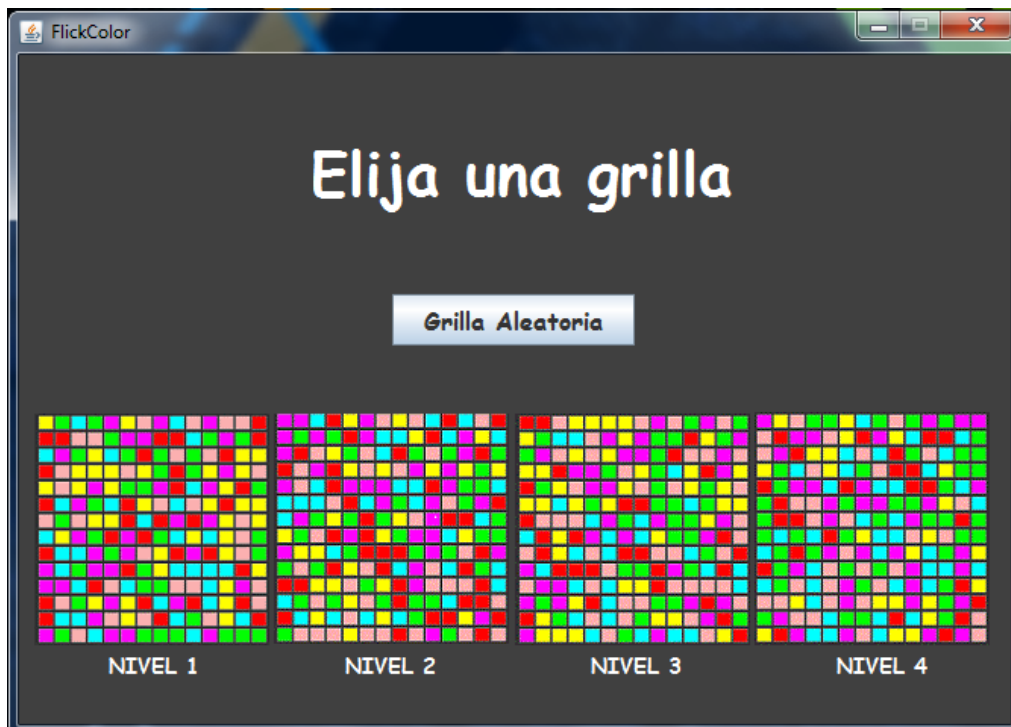 FlickColor
Elija una grilla
Grilla Aleatoria
NIVEL 1
NIVEL 2
NIVEL 3
NIVEL 4